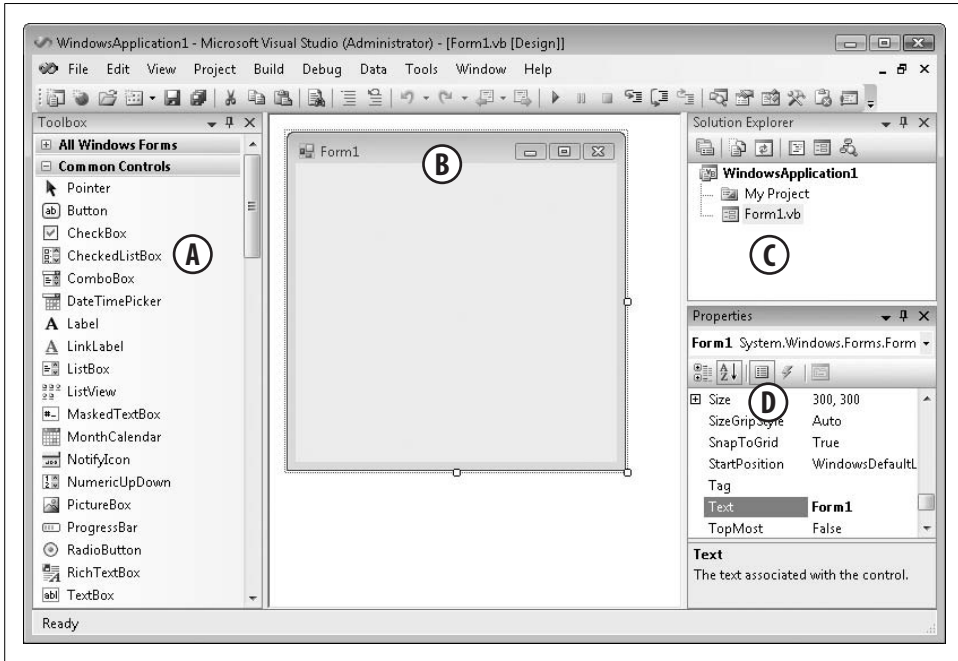 WindowsApplication1 - Microsoft Visual Studio (Administrator) - [Form1.vb [Design]]
File Edit View Project Build Debug Data Tools Window Help
Toolbox
All Windows Forms
Common Controls
Pointer
Button
CheckBox
CheckedListBox
ComboBox
DateTimePicker
Label
LinkLabel
ListBox
ListView
MaskedTextBox
MonthCalendar
NotifyIcon
NumericUpDown
PictureBox
ProgressBar
RadioButton
RichTextBox
TextBox
A
Form1
B
Solution Explorer
WindowsApplication1
My Project
Form1.vb
C
Properties
Form1 System.Windows.Forms.Form
D
Size 300, 300
SizeGripStyle Auto
SnapToGrid True
StartPosition WindowsDefaultL
Tag
Text Form1
TopMost False
Text
The text associated with the control.
Ready